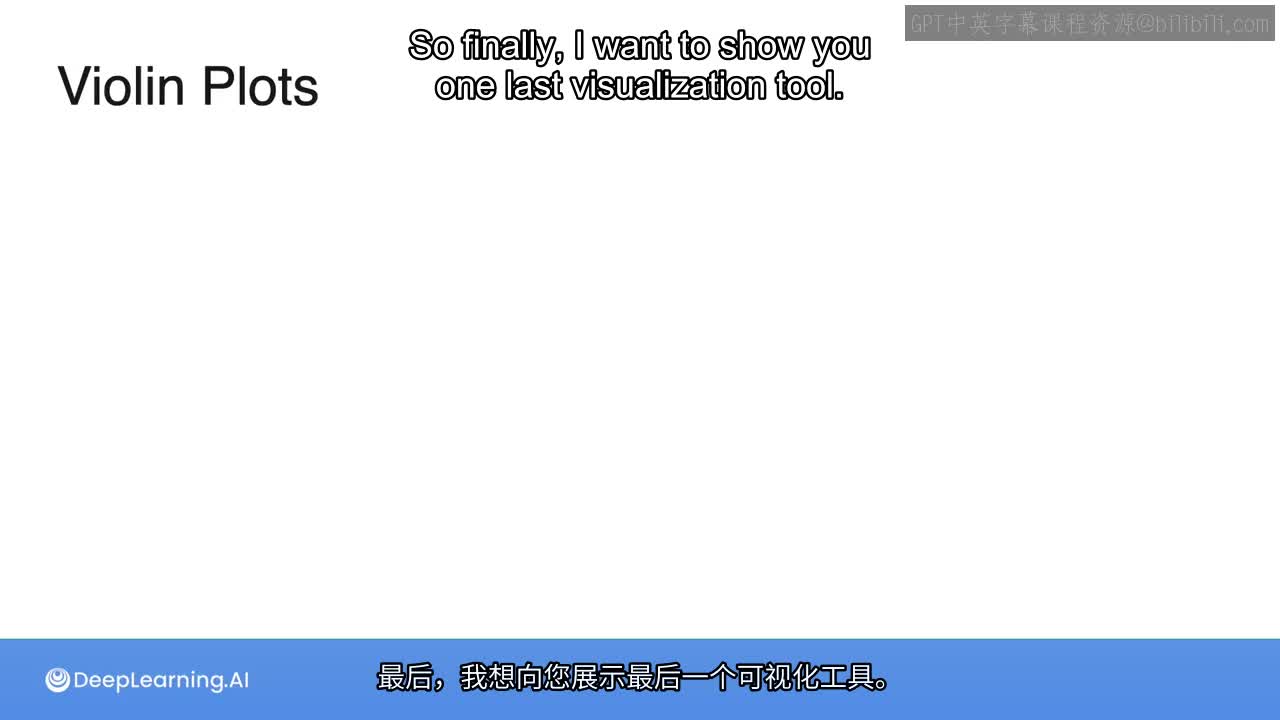 GPT中英字幕课程资源@bilibili.com
So finally, I want to show you
one last visualization tool.
Violin Plots
DeepLearning.AI
最后，我想向您展示最后一个可视化工具。